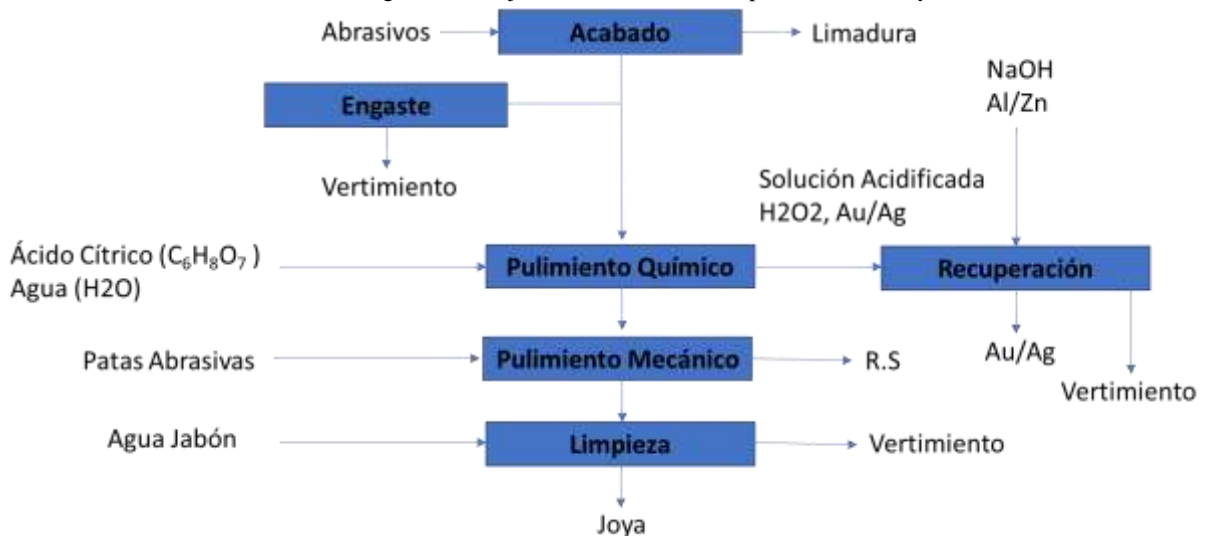 Abrasivos
Acabado
Limadura
NaOH
Al/Zn
Engaste
Vertimiento
Solución Acidificada
H2O2, Au/Ag
Ácido Cítrico (C₆H₈O₇ )
Agua (H2O)
Pulimiento Químico
Recuperación
Patas Abrasivas
Pulimiento Mecánico
R.S
Au/Ag
Vertimiento
Agua Jabón
Limpieza
Vertimiento
Joya